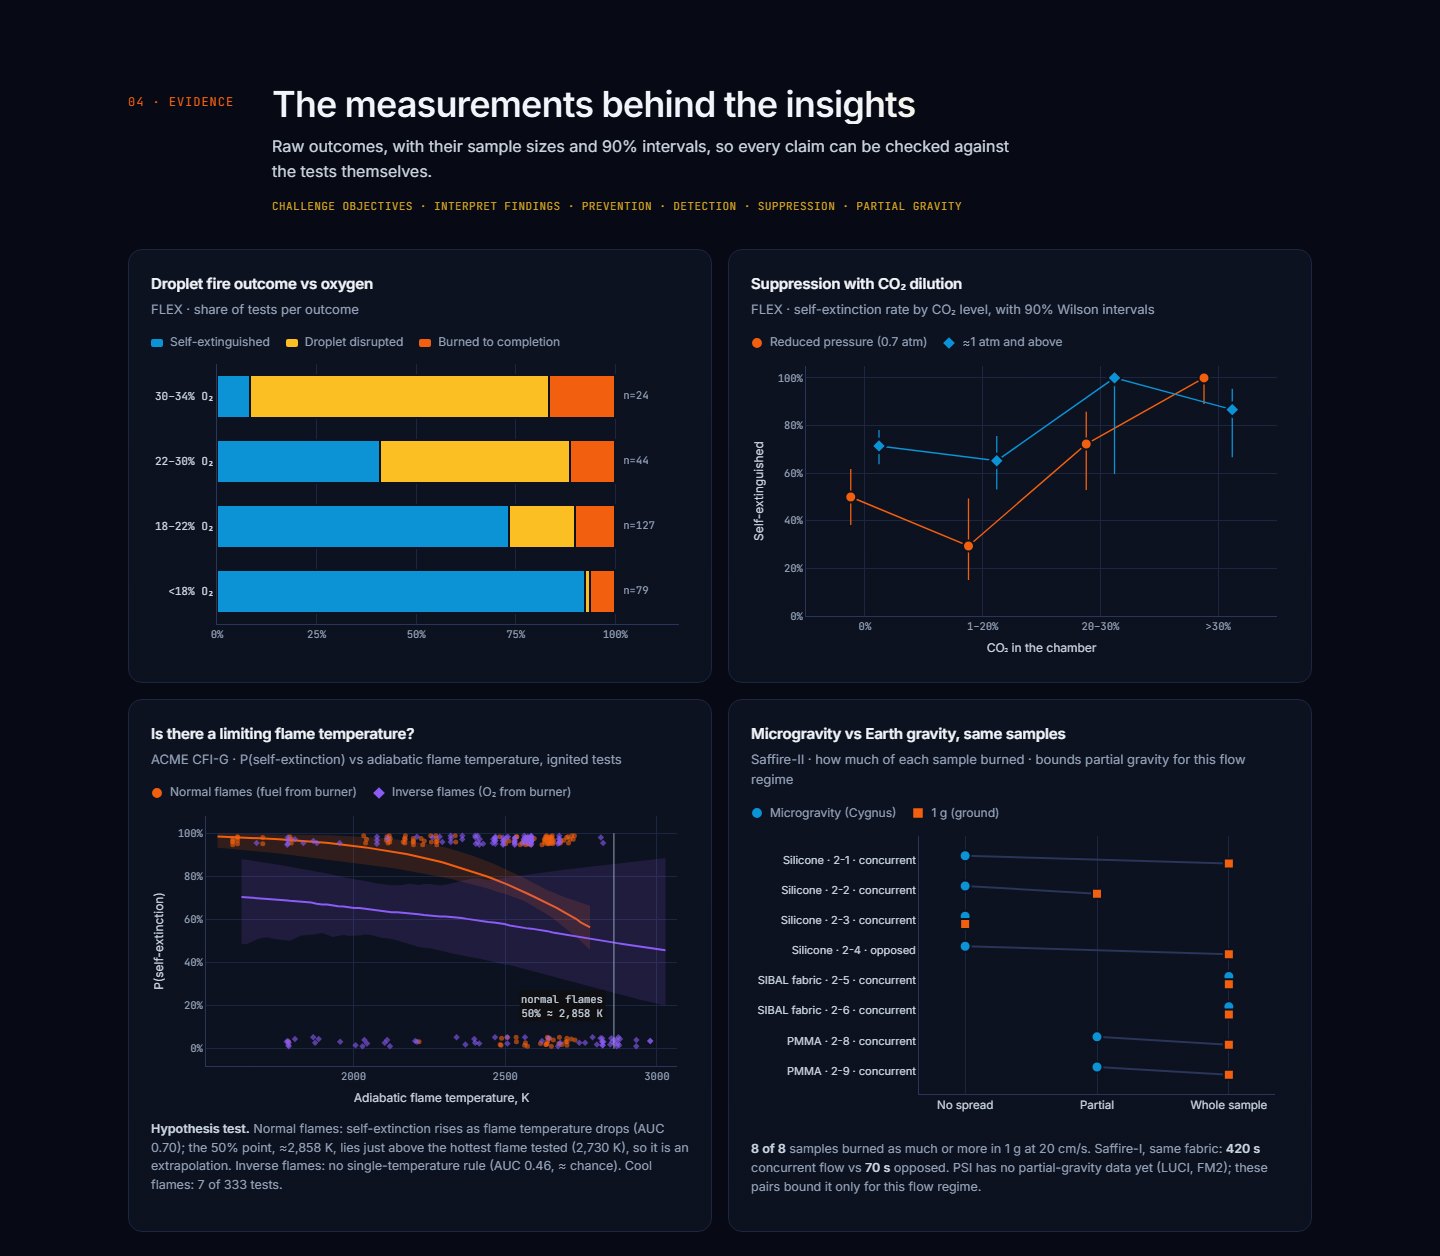 04 · EVIDENCE
The measurements behind the insights
Raw outcomes, with their sample sizes and 90% intervals, so every claim can be checked against
the tests themselves.
CHALLENGE OBJECTIVES · INTERPRET FINDINGS · PREVENTION · DETECTION · SUPPRESSION · PARTIAL GRAVITY
Droplet fire outcome vs oxygen
FLEX · share of tests per outcome
Self-extinguished Droplet disrupted Burned to completion
30–34% O₂ n=24
22–30% O₂ n=44
18–22% O₂ n=127
<18% O₂ n=79
0% 25% 50% 75% 100%
Suppression with CO₂ dilution
FLEX · self-extinction rate by CO₂ level, with 90% Wilson intervals
Reduced pressure (0.7 atm) ≈1 atm and above
Self-extinguished
100%
80%
60%
40%
20%
0%
0% 1–20% 20–30% >30%
CO₂ in the chamber
Is there a limiting flame temperature?
ACME CFI-G · P(self-extinction) vs adiabatic flame temperature, ignited tests
Normal flames (fuel from burner) Inverse flames (O₂ from burner)
P(self-extinction)
100%
80%
60%
40%
20%
0%
normal flames
50% ≈ 2,858 K
2000 2500 3000
Adiabatic flame temperature, K
Hypothesis test. Normal flames: self-extinction rises as flame temperature drops (AUC
0.70); the 50% point, ≈2,858 K, lies just above the hottest flame tested (2,730 K), so it is an
extrapolation. Inverse flames: no single-temperature rule (AUC 0.46, ≈ chance). Cool
flames: 7 of 333 tests.
Microgravity vs Earth gravity, same samples
Saffire-II · how much of each sample burned · bounds partial gravity for this flow
regime
Microgravity (Cygnus) 1 g (ground)
Silicone · 2-1 · concurrent
Silicone · 2-2 · concurrent
Silicone · 2-3 · concurrent
Silicone · 2-4 · opposed
SIBAL fabric · 2-5 · concurrent
SIBAL fabric · 2-6 · concurrent
PMMA · 2-8 · concurrent
PMMA · 2-9 · concurrent
No spread Partial Whole sample
8 of 8 samples burned as much or more in 1 g at 20 cm/s. Saffire-I, same fabric: 420 s
concurrent flow vs 70 s opposed. PSI has no partial-gravity data yet (LUCI, FM2); these
pairs bound it only for this flow regime.